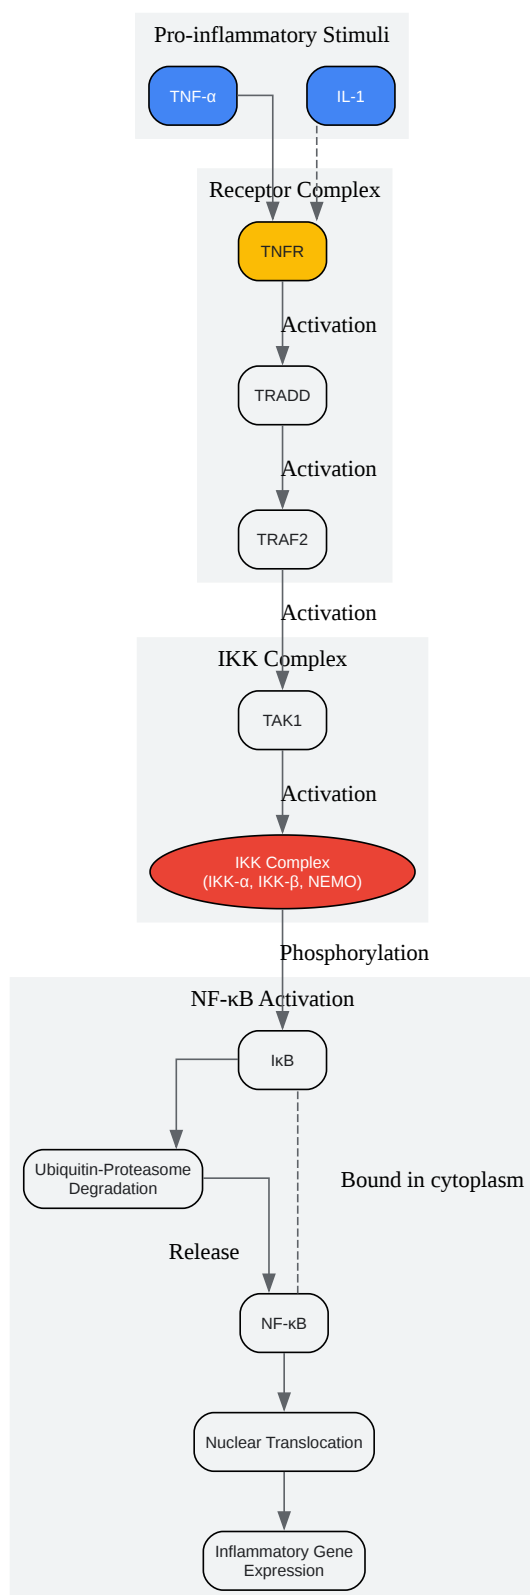 Pro-inflammatory Stimuli
TNF-α
IL-1
Receptor Complex
TNFR
Activation
TRADD
Activation
TRAF2
Activation
IKK Complex
TAK1
Activation
IKK Complex
(IKK-α, IKK-β, NEMO)
Phosphorylation
NF-κB Activation
IκB
Ubiquitin-Proteasome
Degradation
Bound in cytoplasm
Release
NF-κB
Nuclear Translocation
Inflammatory Gene
Expression